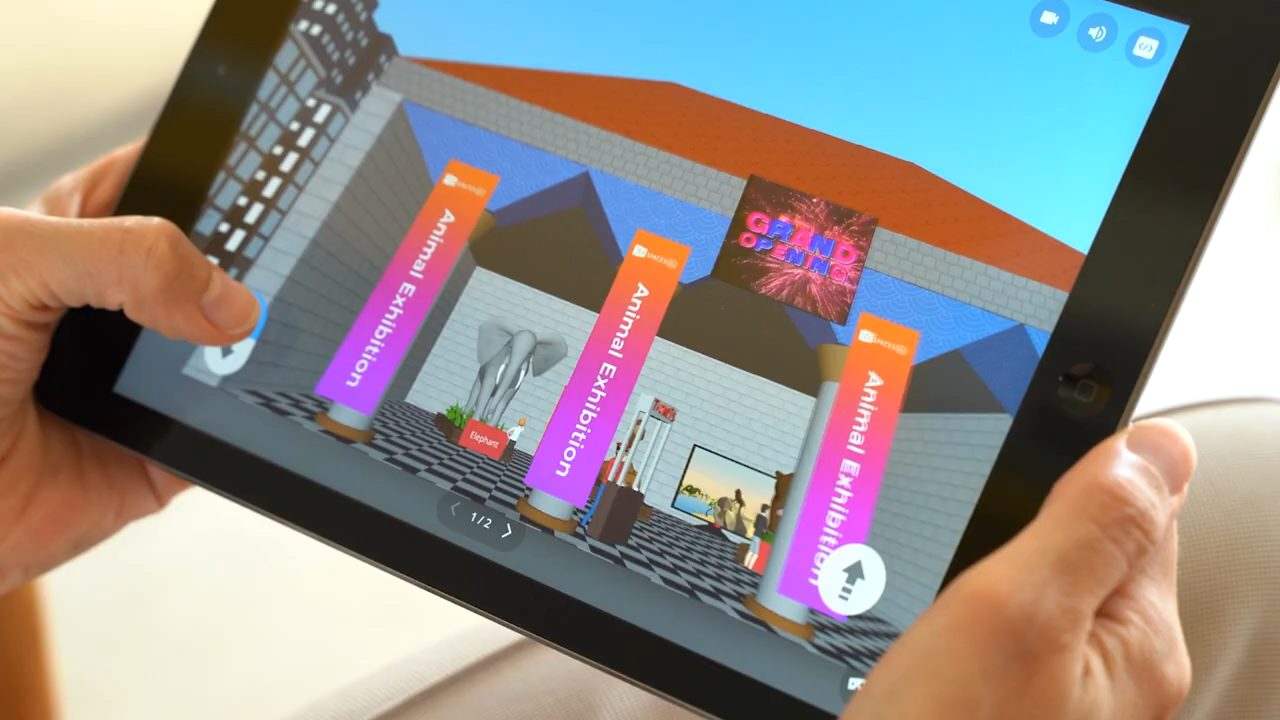 Animal Exhibition
Animal Exhibition
GRAND
OPENING
Animal Exhibition
Elephant
1/2